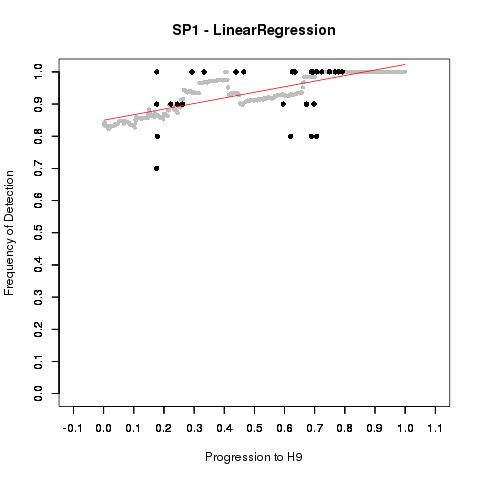 SP1 - LinearRegression
1.0
0.9
0.8
0.7
0.6
0.5
0.4
0.3
0.2
0.1
0.0
Frequency of Detection
-0.1 0.0 0.1 0.2 0.3 0.4 0.5 0.6 0.7 0.8 0.9 1.0 1.1
Progression to H9